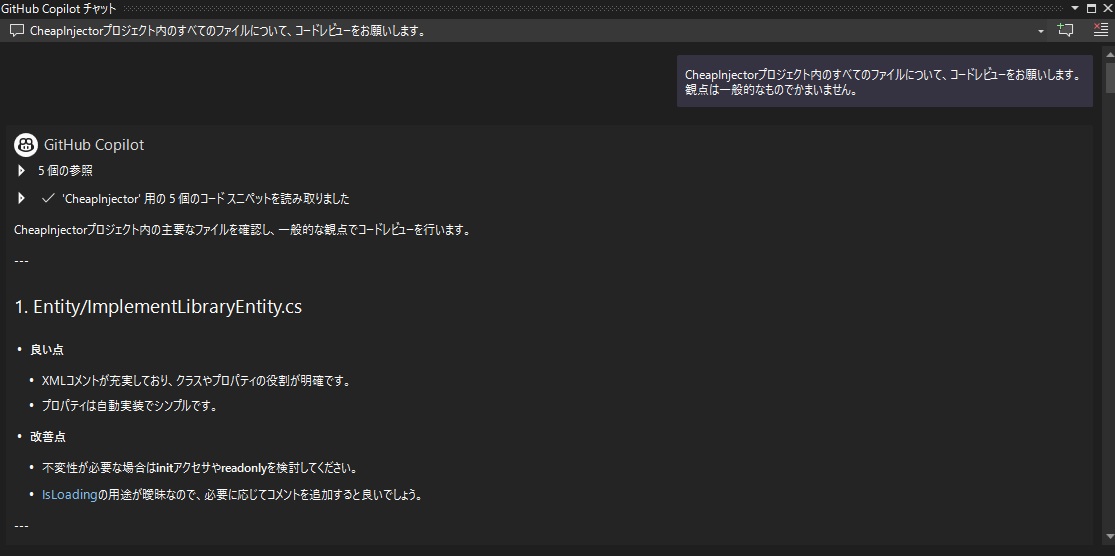 GitHub Copilot チャット
CheapInjectorプロジェクト内のすべてのファイルについて、コードレビューをお願いします。
CheapInjectorプロジェクト内のすべてのファイルについて、コードレビューをお願いします。
観点は一般的なものでかまいません。
GitHub Copilot
5 個の参照
'CheapInjector' 用の 5 個のコード スニペットを読み取りました
CheapInjectorプロジェクト内の主要なファイルを確認し、一般的な観点でコードレビューを行います。
---
1. Entity/ImplementLibraryEntity.cs
• 良い点
• XMLコメントが充実しており、クラスやプロパティの役割が明確です。
• プロパティは自動実装でシンプルです。
• 改善点
• 不変性が必要な場合はinitアクセサやreadonlyを検討してください。
• IsLoadingの用途が曖昧なので、必要に応じてコメントを追加すると良いでしょう。
---